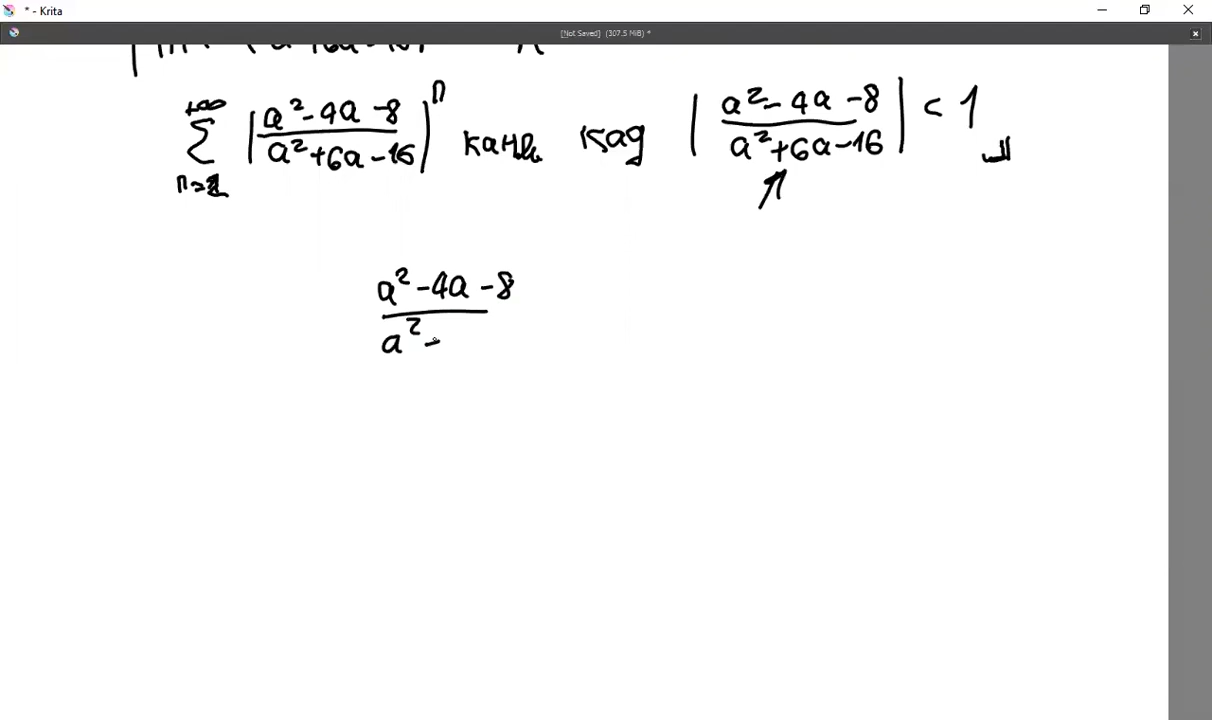 * - Krita
[Not Saved] (307.5 MiB) *
+∞ ∑ n=1 |a²-4a-8 / a²+6a-16|ⁿ кад |a²-4a-8 / a²+6a-16| < 1
a²-4a-8
a² -